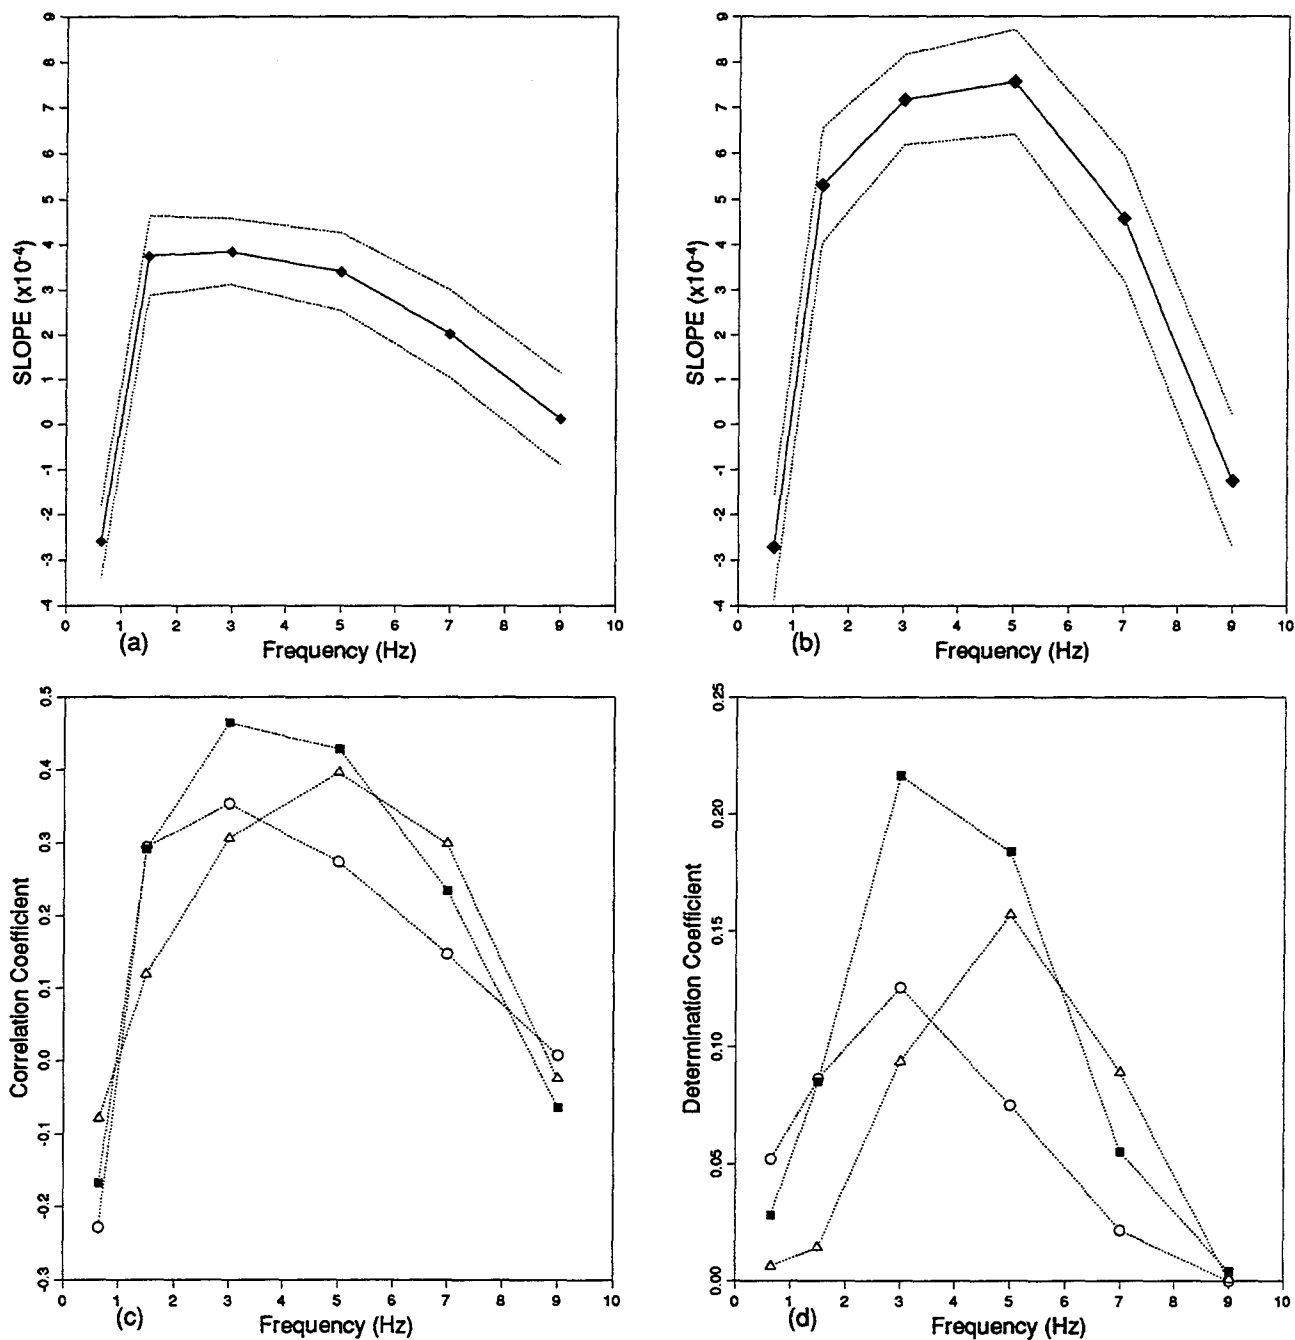 9
8
7
6
5
4
3
2
1
0
-1
-2
-3
-4
SLOPE (x10-4)
0 1 2 3 4 5 6 7 8 9 10
(a)
Frequency (Hz)
9
8
7
6
5
4
3
2
1
0
-1
-2
-3
-4
SLOPE (x10-4)
0 1 2 3 4 5 6 7 8 9 10
(b)
Frequency (Hz)
0.5
0.4
0.3
0.2
0.1
0.0
-0.1
-0.2
-0.3
Correlation Coefficient
0 1 2 3 4 5 6 7 8 9 10
(c)
Frequency (Hz)
0.25
0.20
0.15
0.10
0.05
0.00
Determination Coefficient
0 1 2 3 4 5 6 7 8 9 10
(d)
Frequency (Hz)